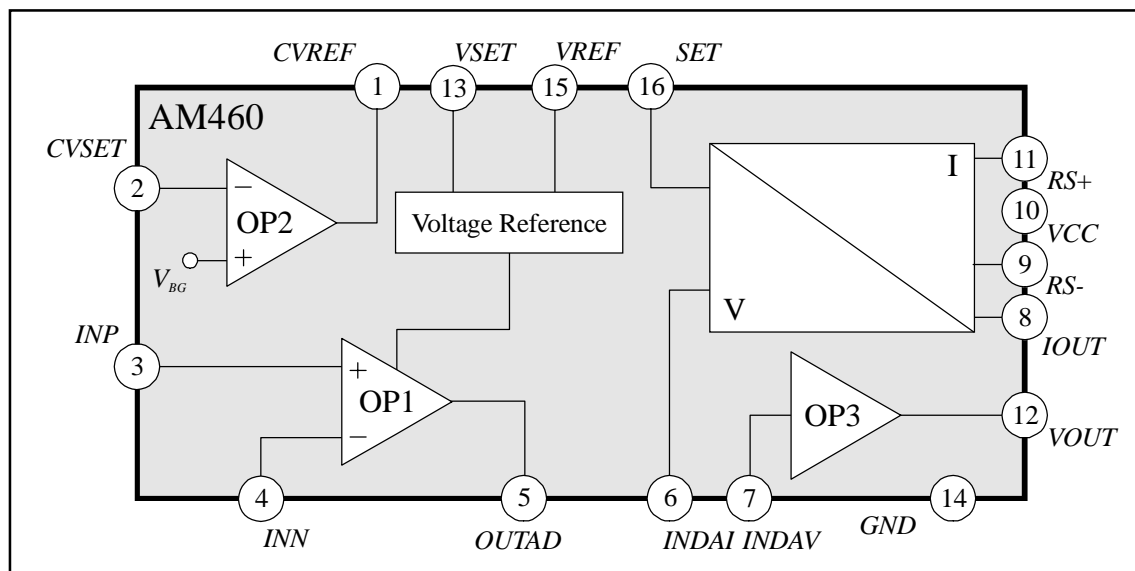 CVREF VSET VREF SET
1 13 15 16
AM460
CVSET
2
−
OP2
+
V_BG
Voltage Reference
I
11
RS+
10
VCC
9
RS-
V
8
IOUT
INP
3
+
OP1
−
OP3
12
VOUT
4 5 6 7 14
INN OUTAD INDAI INDAV GND